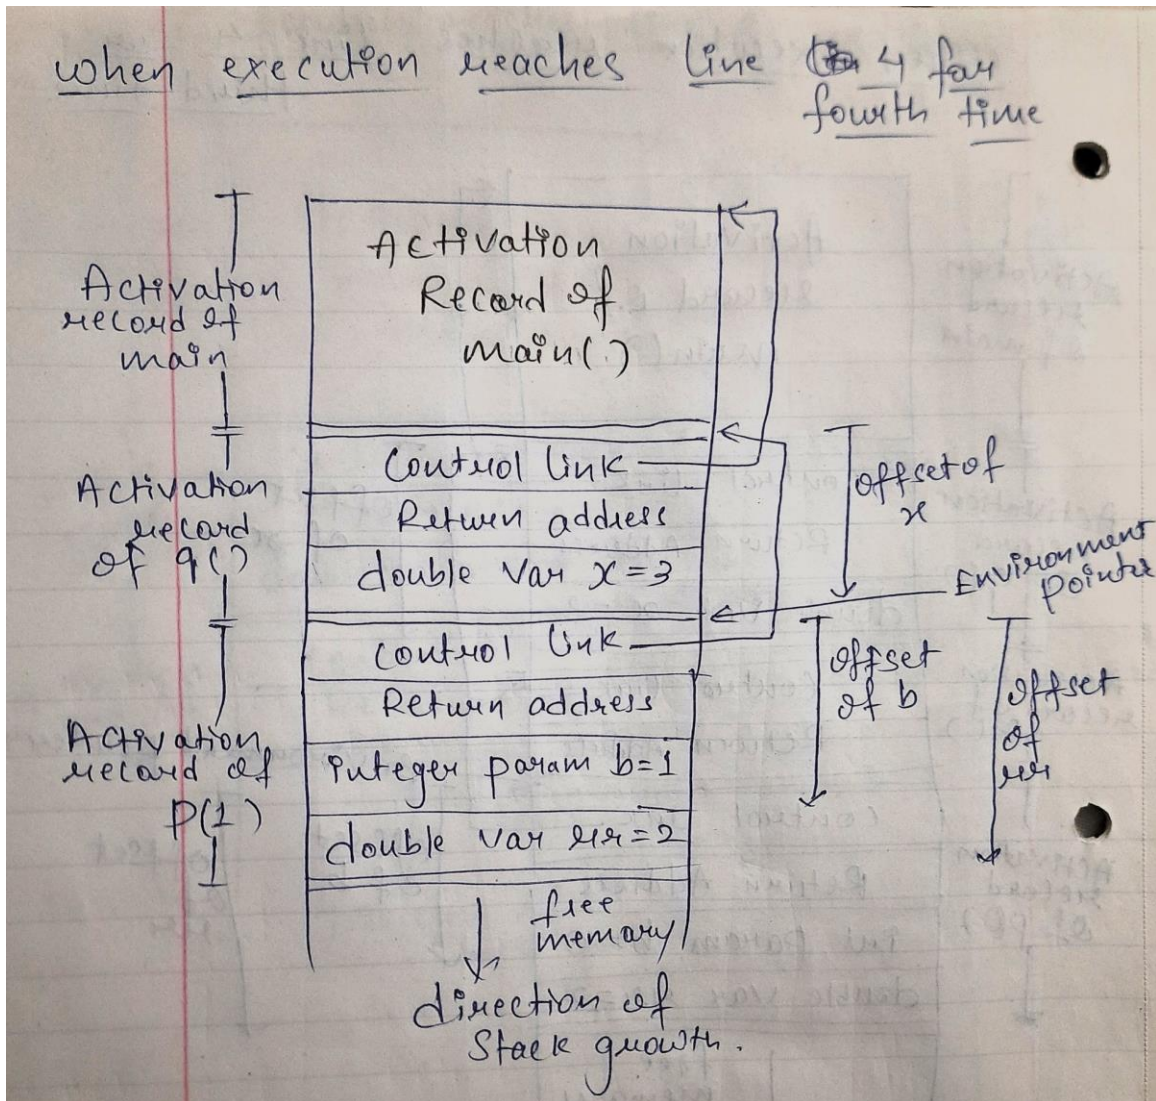 when execution reaches line 4 for
fourth time
Activation
Record of
main()
Activation
record of
main
control link
Return address
double var x=3
Activation
record
of q()
offset of
x
Environment
pointer
control link
Return address
integer param b=1
double var rr=2
Activation
record of
p(1)
offset
of b
offset
of
rr
free
memory
direction of
Stack growth.